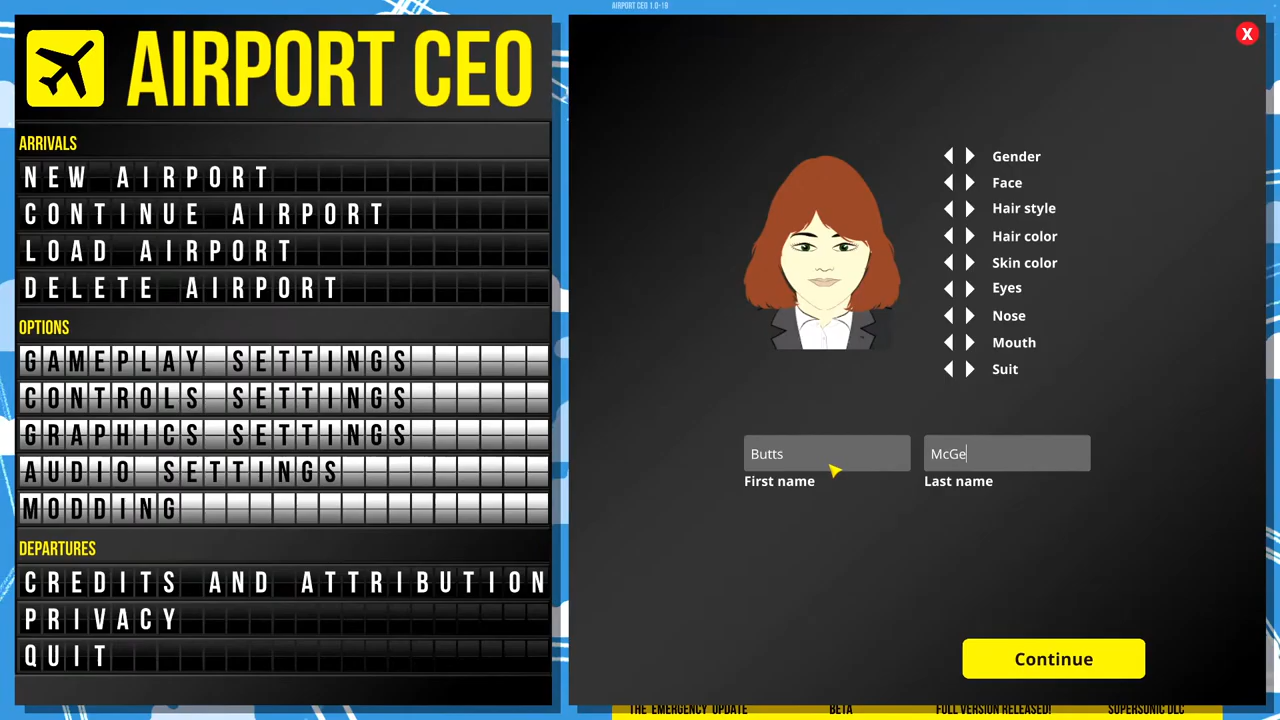 AIRPORT CEO 1.0-19
AIRPORT CEO
ARRIVALS
NEW AIRPORT
CONTINUE AIRPORT
LOAD AIRPORT
DELETE AIRPORT
OPTIONS
GAMEPLAY SETTINGS
CONTROLS SETTINGS
GRAPHICS SETTINGS
AUDIO SETTINGS
MODDING
DEPARTURES
CREDITS AND ATTRIBUTION
PRIVACY
QUIT
X
Gender
Face
Hair style
Hair color
Skin color
Eyes
Nose
Mouth
Suit
Butts McGe
First name Last name
Continue
THE EMERGENCY UPDATE BETA FULL VERSION RELEASED! SUPERSONIC DLC